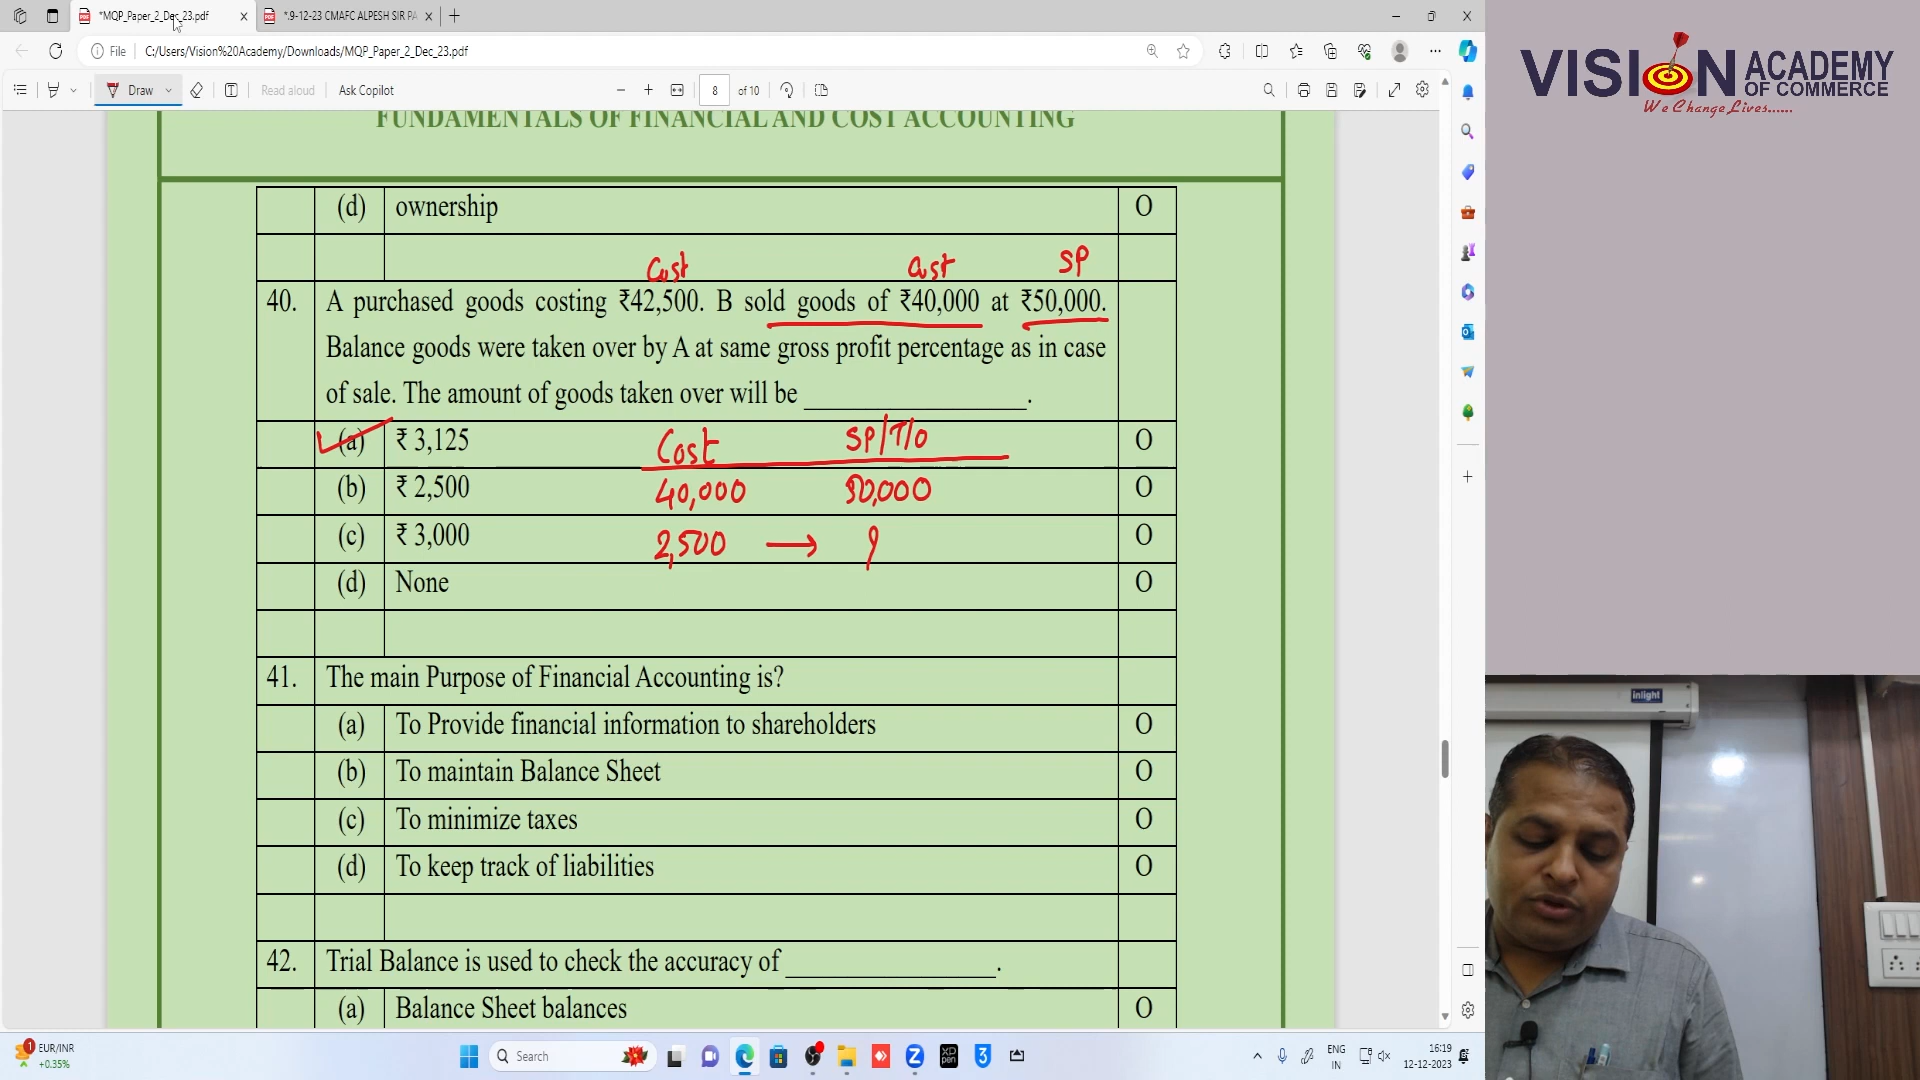 *MQP_Paper_2_Dec_23.pdf
*.9-12-23 CMAFC ALPESH SIR PA
File
C:/Users/Vision%20Academy/Downloads/MQP_Paper_2_Dec_23.pdf
Draw
Read aloud
Ask Copilot
8 of 10
VISION ACADEMY OF COMMERCE
We Change Lives......
FUNDAMENTALS OF FINANCIAL AND COST ACCOUNTING
(d) ownership O
Cost Cost SP
40. A purchased goods costing ₹42,500. B sold goods of ₹40,000 at ₹50,000.
Balance goods were taken over by A at same gross profit percentage as in case
of sale. The amount of goods taken over will be ________________.
(a) ₹ 3,125 O
Cost SP/T/O
(b) ₹ 2,500 O
40,000 50,000
(c) ₹ 3,000 O
2,500 → ?
(d) None O
41. The main Purpose of Financial Accounting is?
(a) To Provide financial information to shareholders O
(b) To maintain Balance Sheet O
(c) To minimize taxes O
(d) To keep track of liabilities O
42. Trial Balance is used to check the accuracy of _______________.
(a) Balance Sheet balances O
inlight
1
EUR/INR
+0.35%
Search
XP
PEN
3
ENG
IN
16:19
12-12-2023